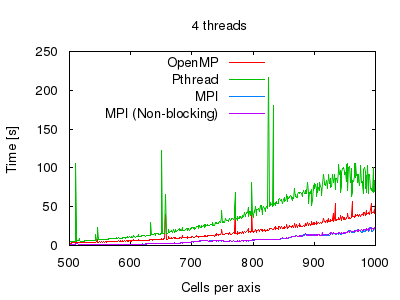 4 threads
OpenMP
Pthread
MPI
MPI (Non-blocking)
Time [s]
250
200
150
100
50
0
500
600
700
800
900
1000
Cells per axis